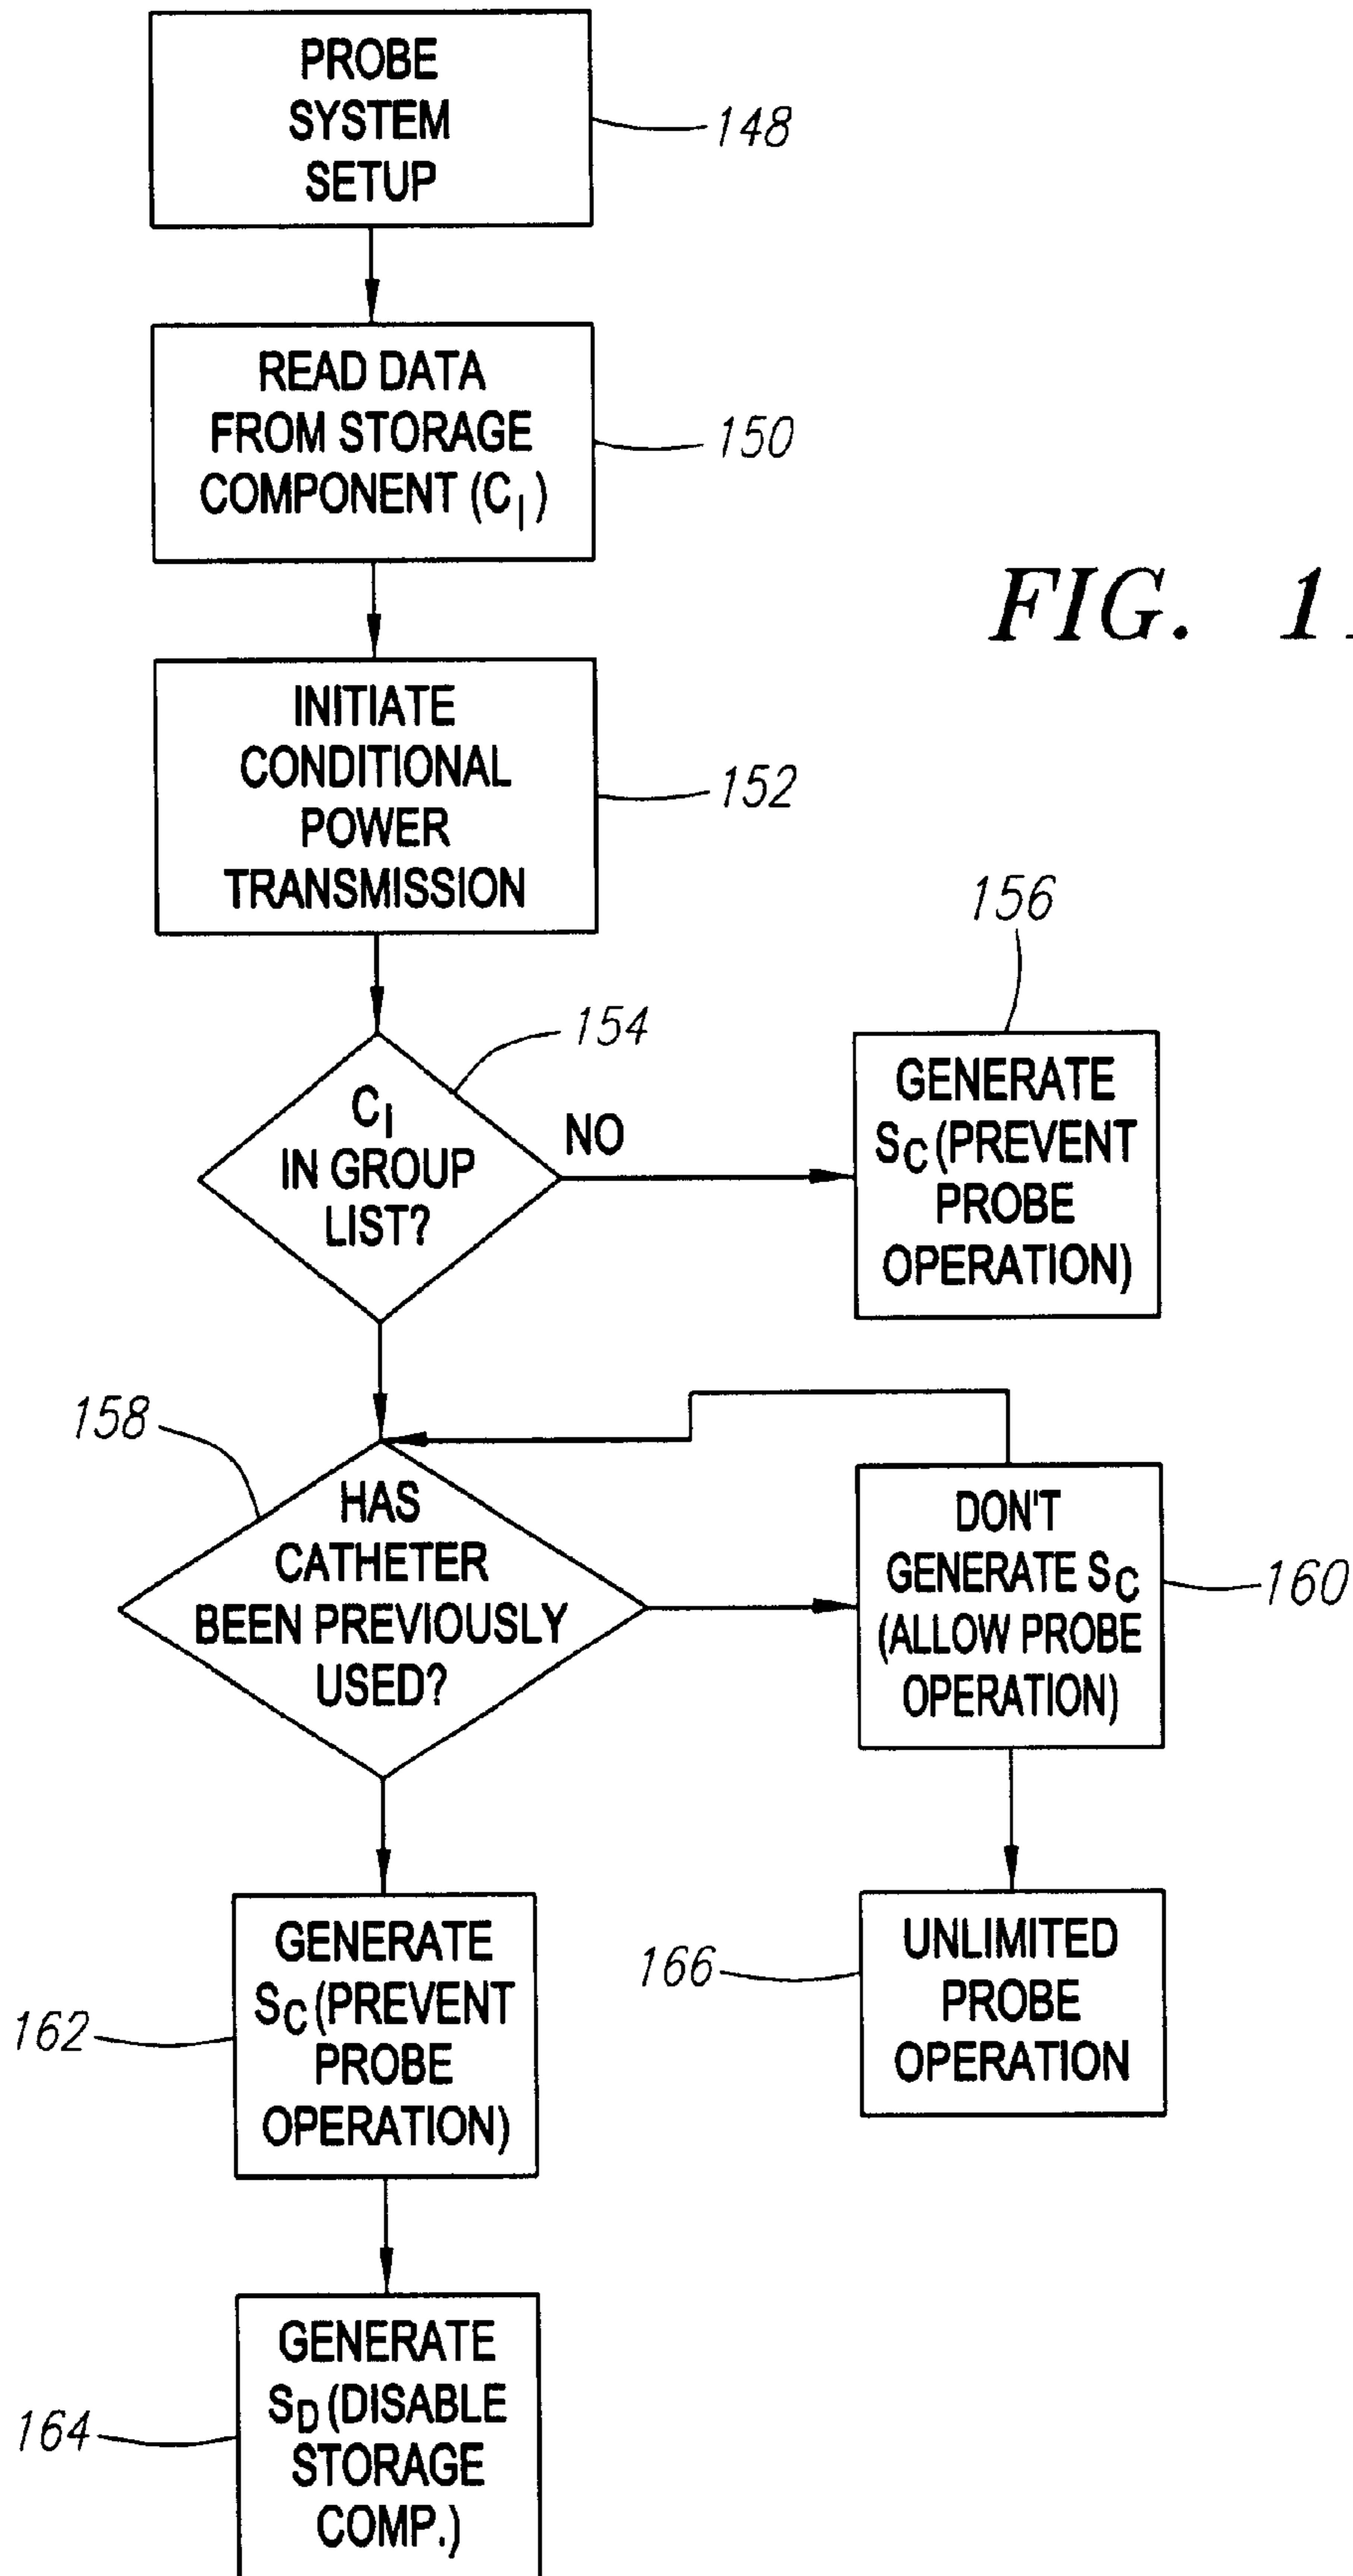 PROBE
SYSTEM
SETUP
148
READ DATA
FROM STORAGE
COMPONENT (C_I)
150
FIG. 1
INITIATE
CONDITIONAL
POWER
TRANSMISSION
152
154
C_I
IN GROUP
LIST?
NO
156
GENERATE
S_C (PREVENT
PROBE
OPERATION)
158
HAS
CATHETER
BEEN PREVIOUSLY
USED?
DON'T
GENERATE S_C
(ALLOW PROBE
OPERATION)
160
162
GENERATE
S_C (PREVENT
PROBE
OPERATION)
166
UNLIMITED
PROBE
OPERATION
164
GENERATE
S_D (DISABLE
STORAGE
COMP.)